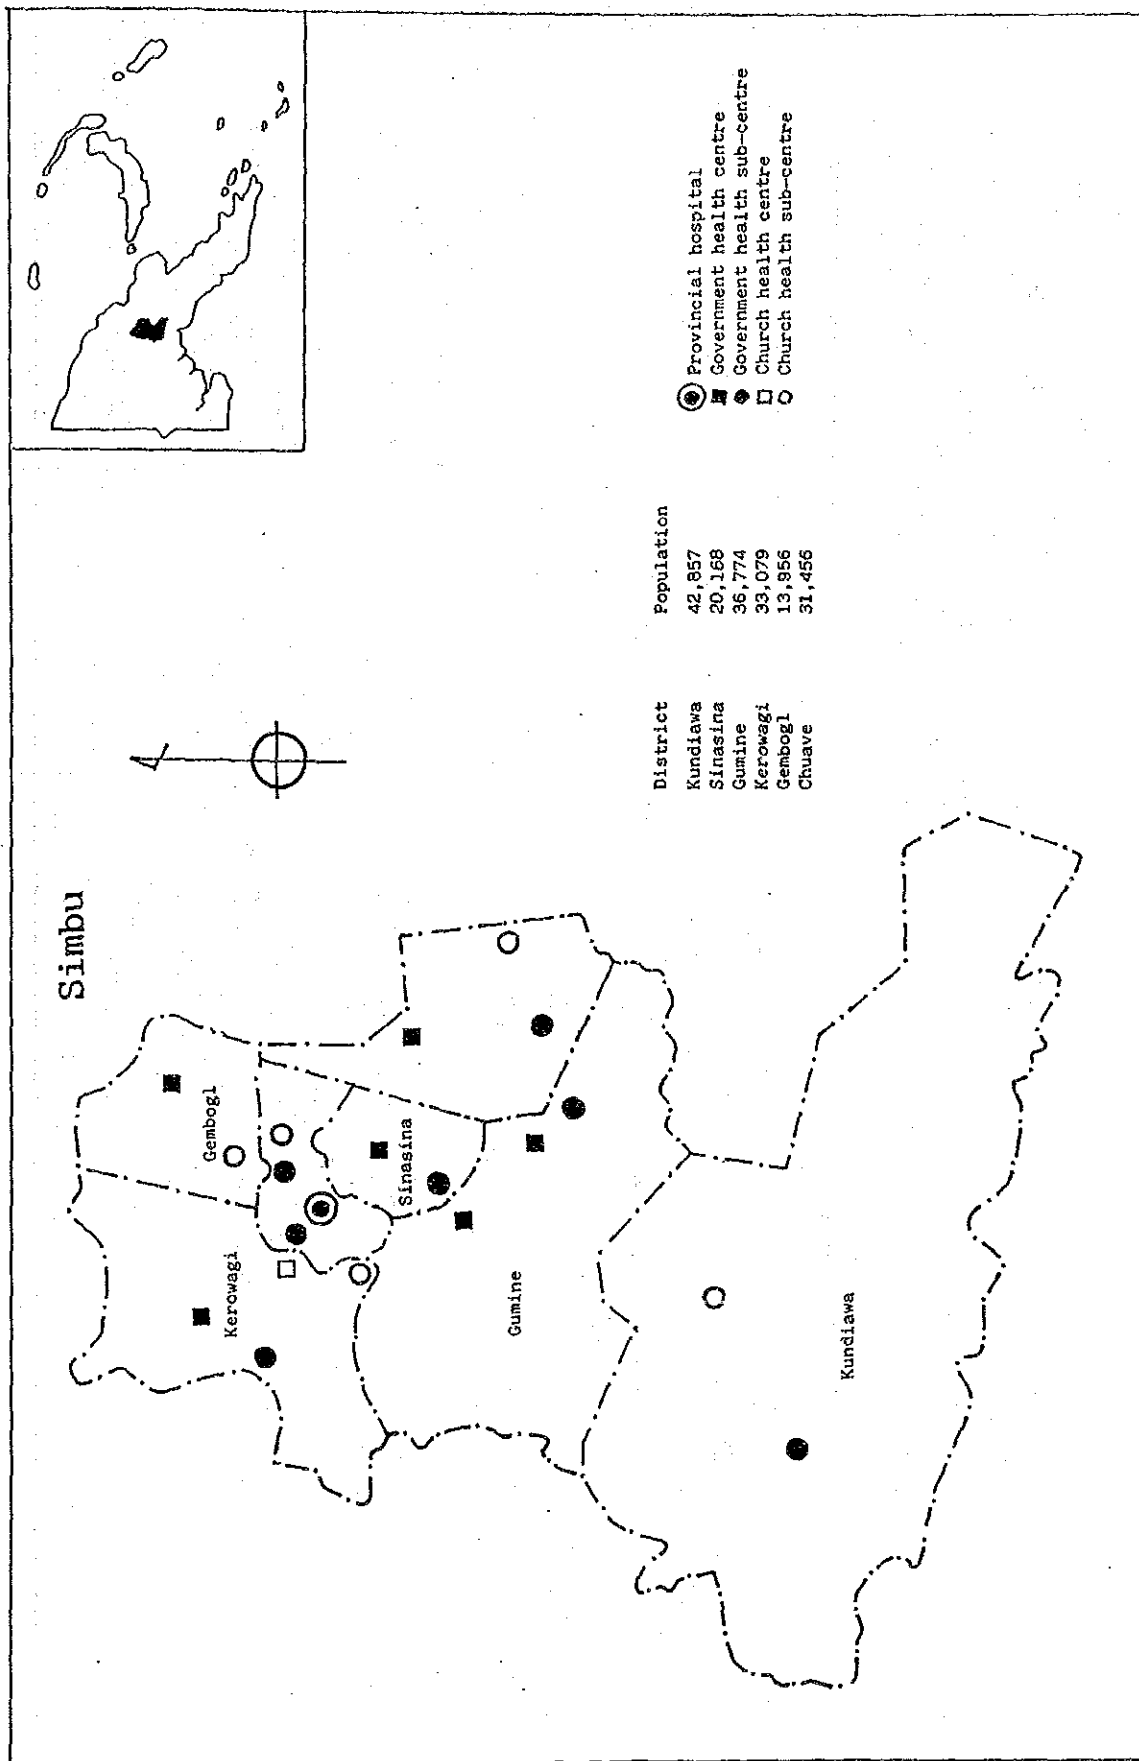 Simbu
Gembogl
Kerowagi
Sinasina
Gumine
Kundiawa
District Population
Kundiawa 42,857
Sinasina 20,168
Gumine 36,774
Kerowagi 33,079
Gembogl 13,956
Chuave 31,456
Provincial hospital
Government health centre
Government health sub-centre
Church health centre
Church health sub-centre